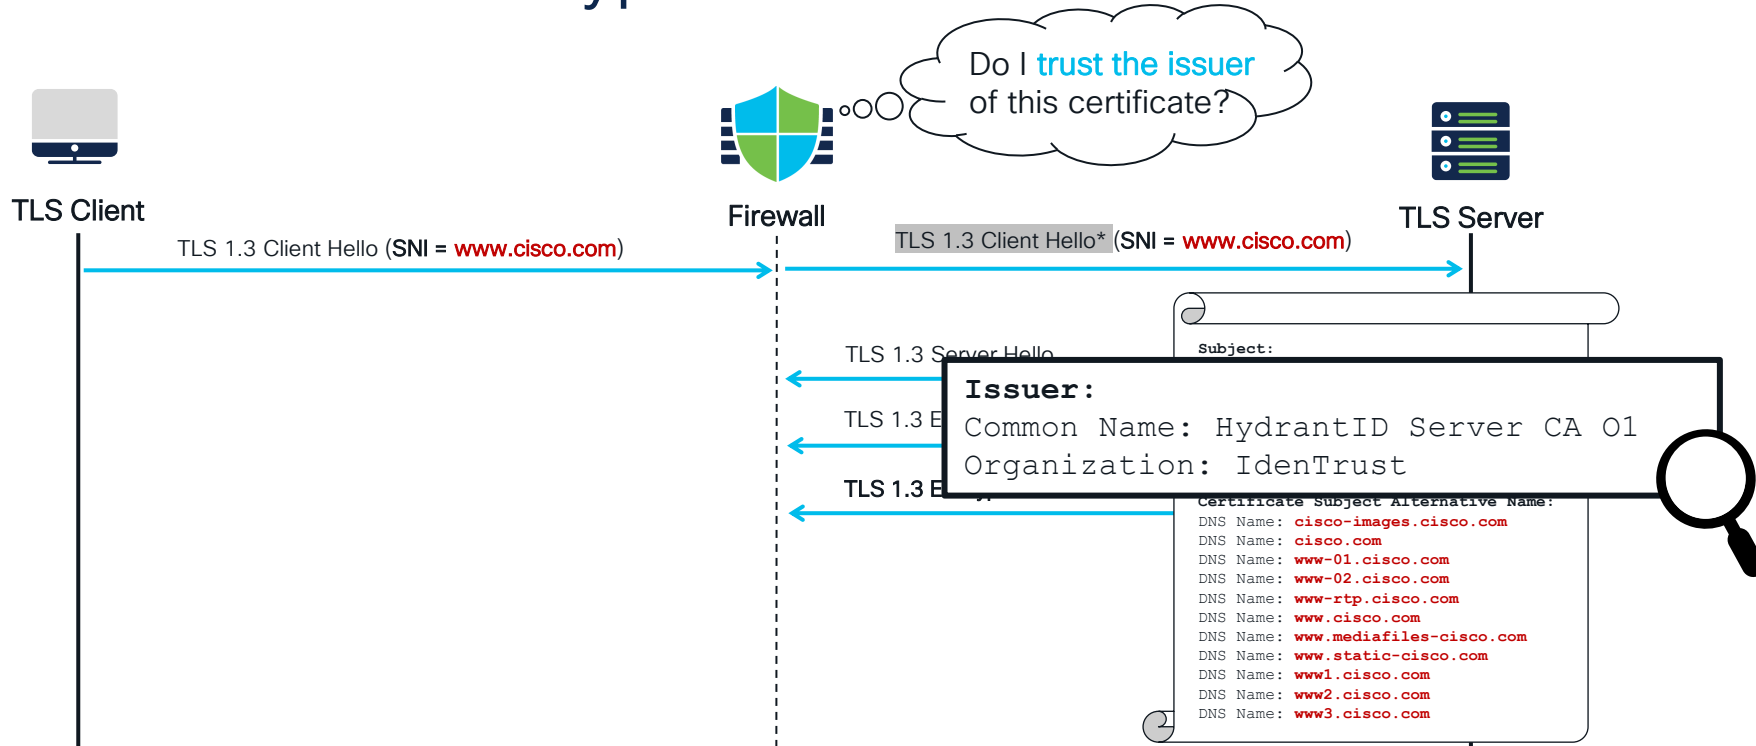 Do I trust the issuer
of this certificate?
TLS Client
Firewall
TLS Server
TLS 1.3 Client Hello (SNI = www.cisco.com)
TLS 1.3 Client Hello* (SNI = www.cisco.com)
TLS 1.3 Server Hello
Subject:
Issuer:
Common Name: HydrantID Server CA O1
Organization: IdenTrust
TLS 1.3
TLS 1.3
Certificate Subject Alternative Name:
DNS Name: cisco-images.cisco.com
DNS Name: cisco.com
DNS Name: www-01.cisco.com
DNS Name: www-02.cisco.com
DNS Name: www-rtp.cisco.com
DNS Name: www.cisco.com
DNS Name: www.mediafiles-cisco.com
DNS Name: www.static-cisco.com
DNS Name: www1.cisco.com
DNS Name: www2.cisco.com
DNS Name: www3.cisco.com